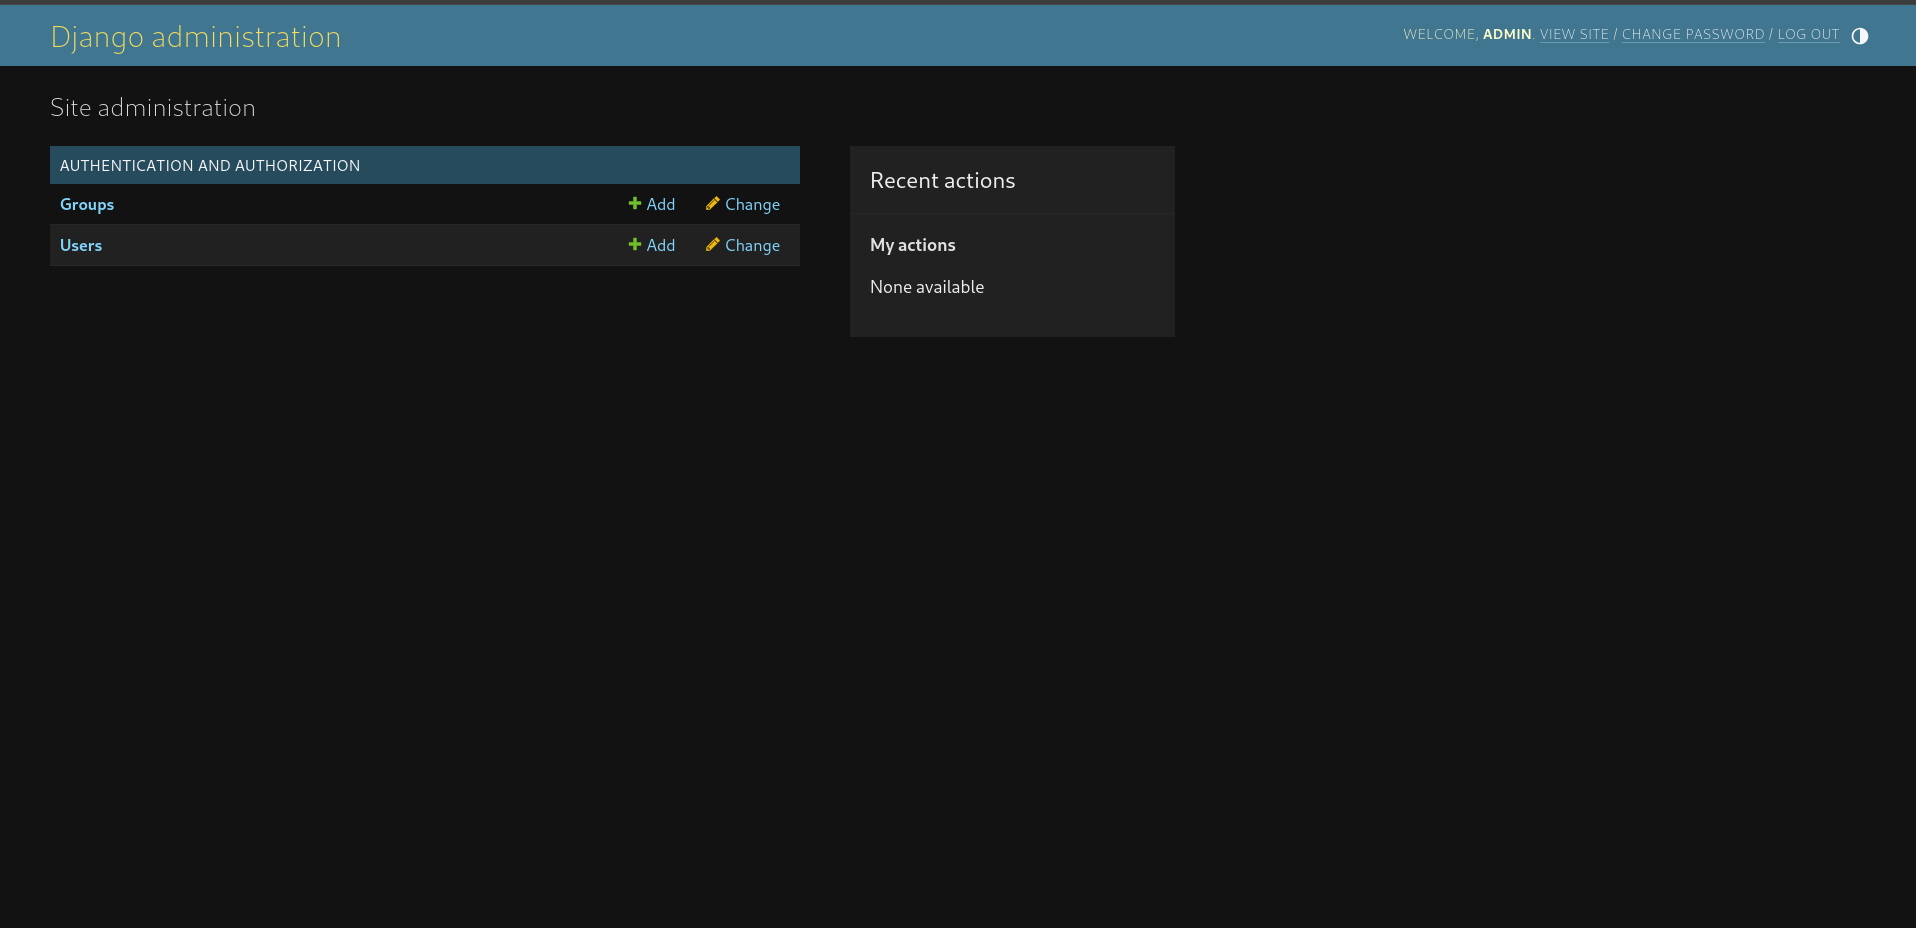 Django administration
WELCOME, ADMIN. VIEW SITE / CHANGE PASSWORD / LOG OUT
Site administration
AUTHENTICATION AND AUTHORIZATION
Groups Add Change
Users Add Change
Recent actions
My actions
None available